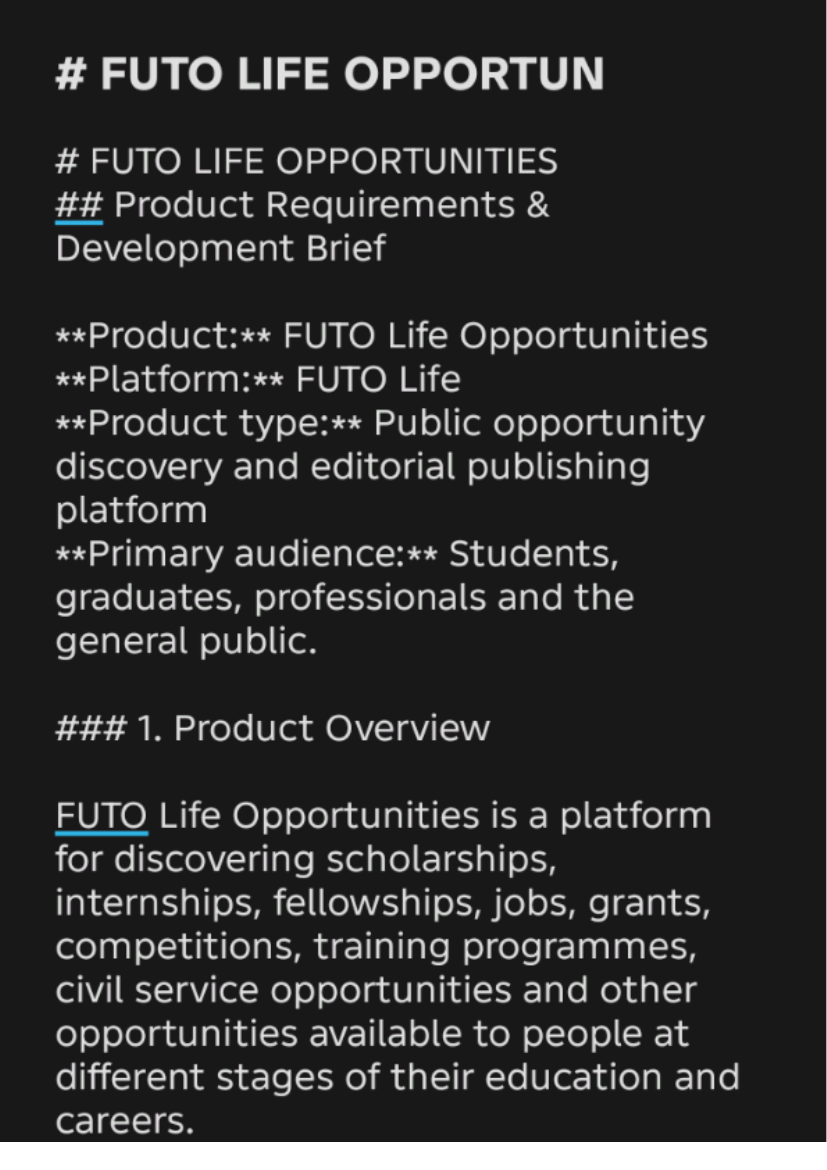 # FUTO LIFE OPPORTUN
# FUTO LIFE OPPORTUNITIES
## Product Requirements &
Development Brief
**Product:** FUTO Life Opportunities
**Platform:** FUTO Life
**Product type:** Public opportunity
discovery and editorial publishing
platform
**Primary audience:** Students,
graduates, professionals and the
general public.
### 1. Product Overview
FUTO Life Opportunities is a platform
for discovering scholarships,
internships, fellowships, jobs, grants,
competitions, training programmes,
civil service opportunities and other
opportunities available to people at
different stages of their education and
careers.